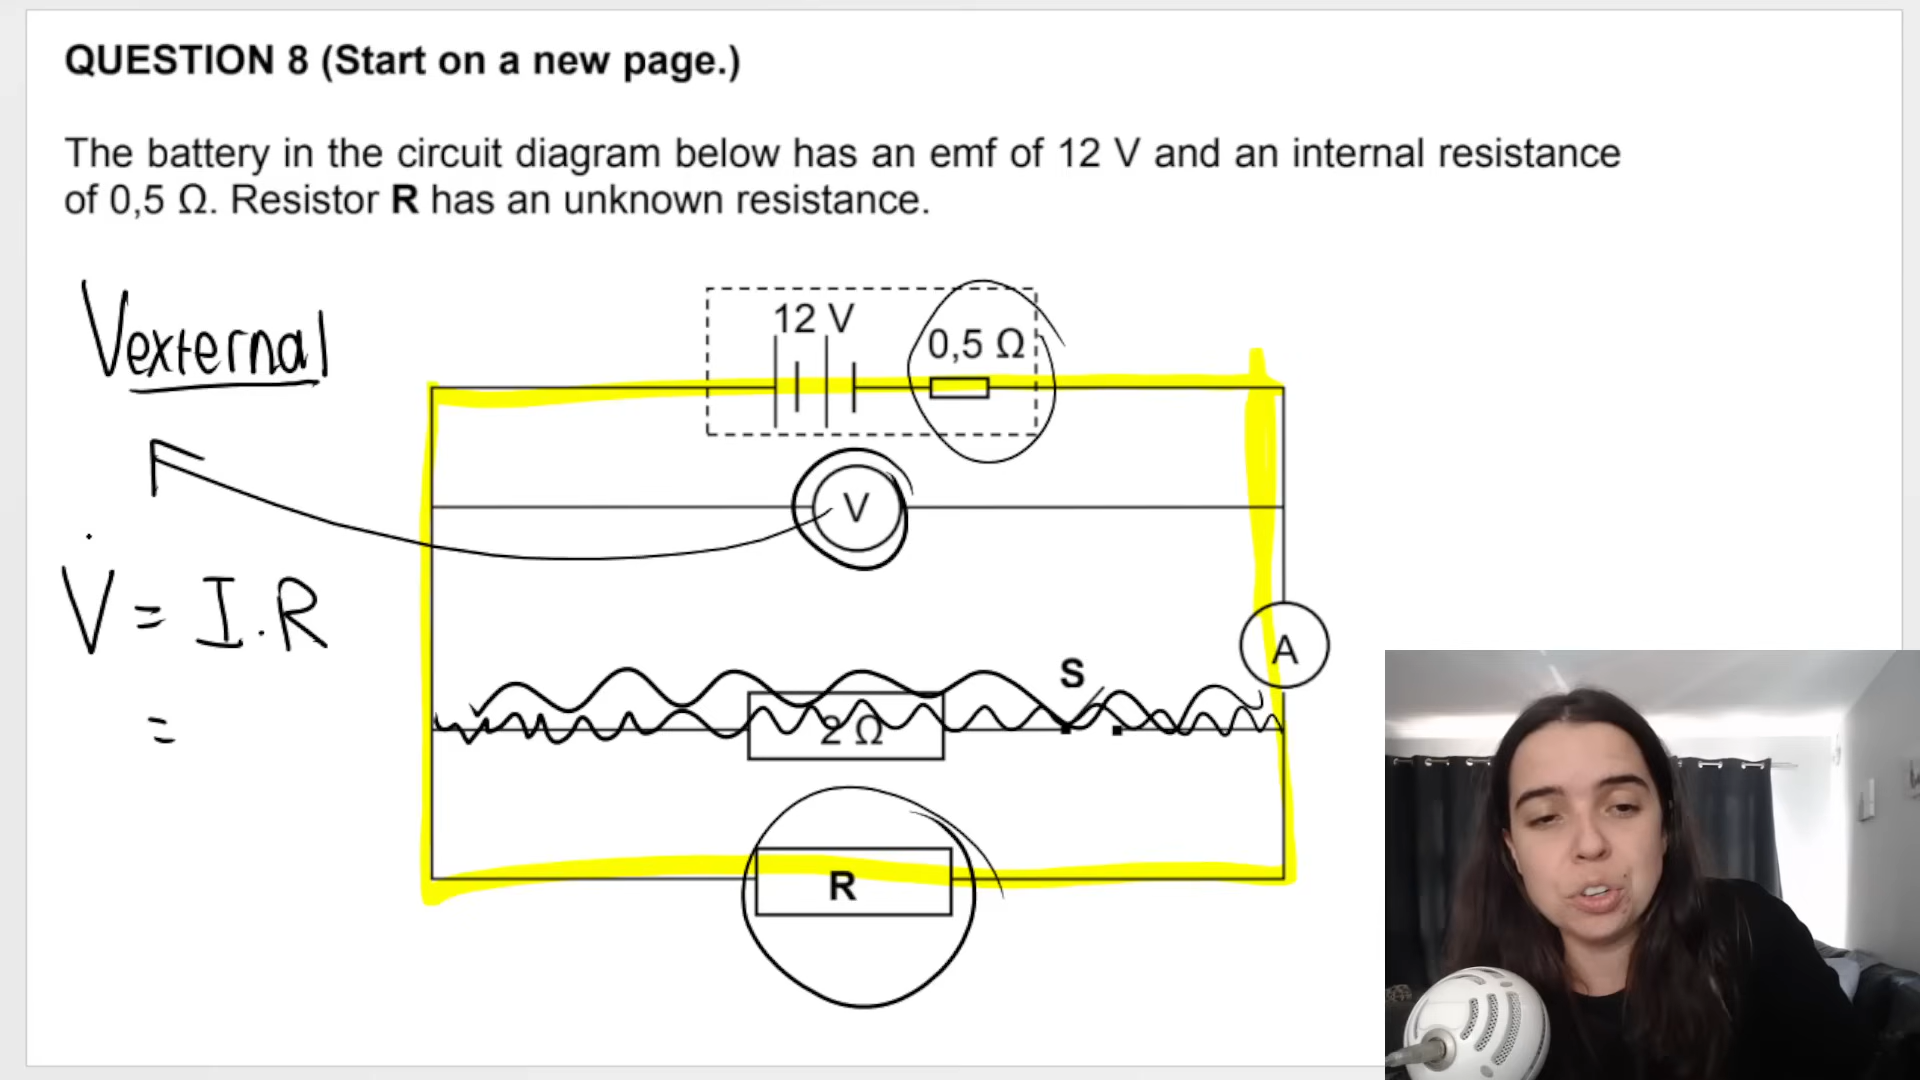 QUESTION 8 (Start on a new page.)
The battery in the circuit diagram below has an emf of 12 V and an internal resistance
of 0,5 Ω. Resistor R has an unknown resistance.
Vexternal
12 V
0,5 Ω
V
V = I.R
A
S
=
2 Ω
R